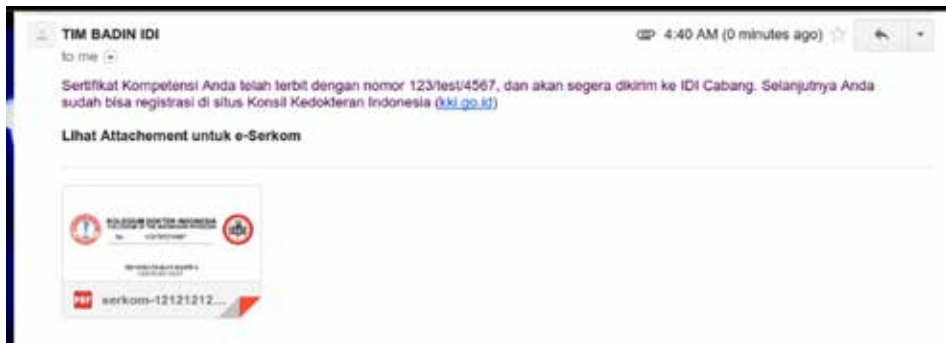 TIM BADIN IDI
4:40 AM (0 minutes ago)
to me
Sertifikat Kompetensi Anda telah terbit dengan nomor 123/test/4567, dan akan segera dikirim ke IDI Cabang. Selanjutnya Anda
sudah bisa registrasi di situs Konsil Kedokteran Indonesia (kki.go.id)
Lihat Attachement untuk e-Serkom
KOLEGIUM DOKTER INDONESIA
IDI
PDF
serkom-12121212...